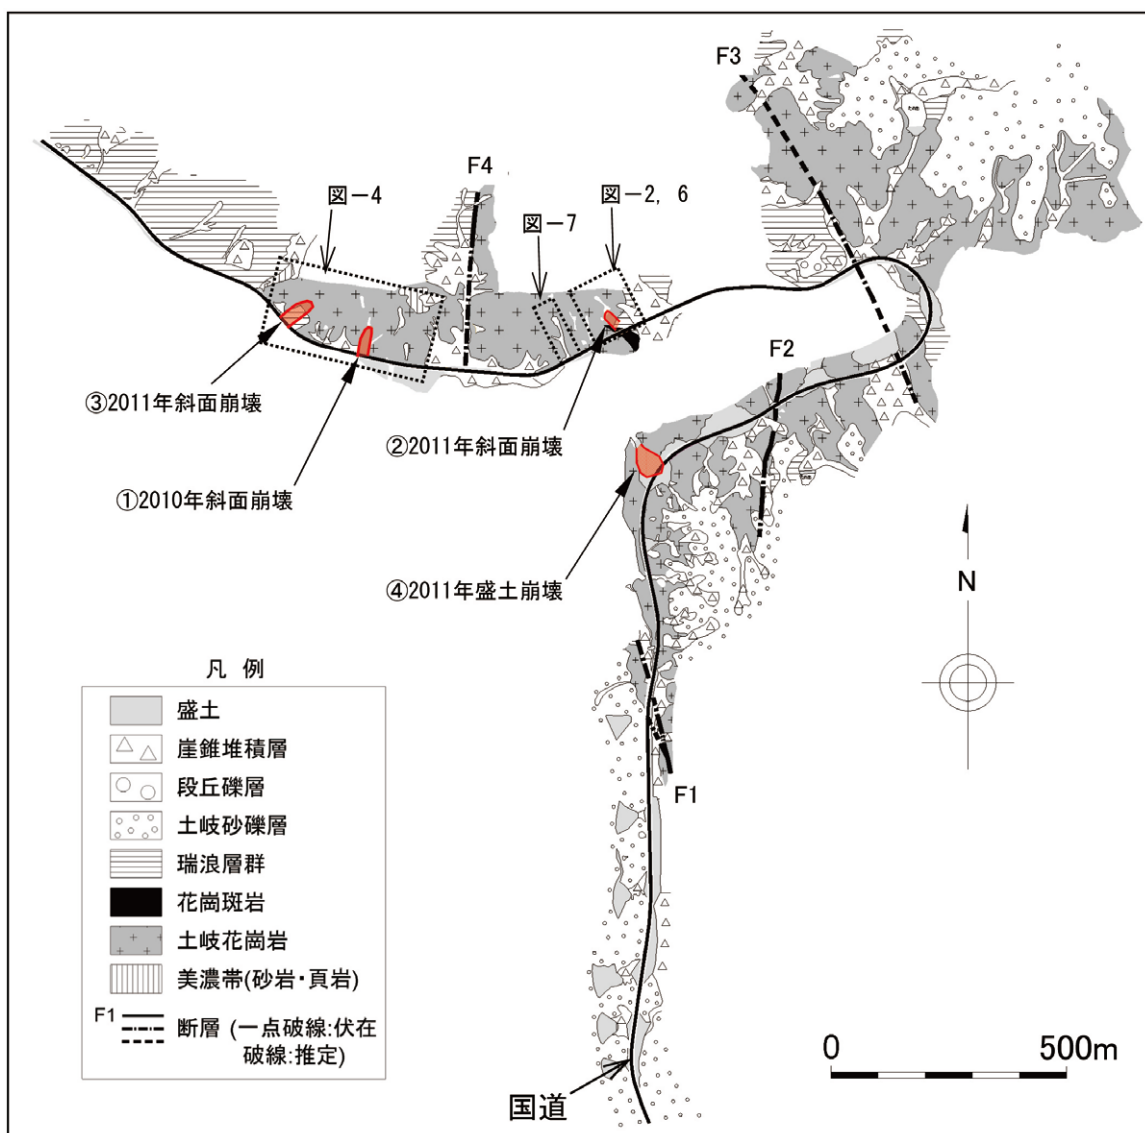 F3
F4
図－4
図－2，6
図－7
F2
③2011年斜面崩壊
②2011年斜面崩壊
①2010年斜面崩壊
④2011年盛土崩壊
N
F1
凡 例
盛土
崖錐堆積層
段丘礫層
土岐砂礫層
瑞浪層群
花崗斑岩
土岐花崗岩
美濃帯(砂岩・頁岩)
F1 断層 (一点破線:伏在
破線:推定)
0 500m
国道